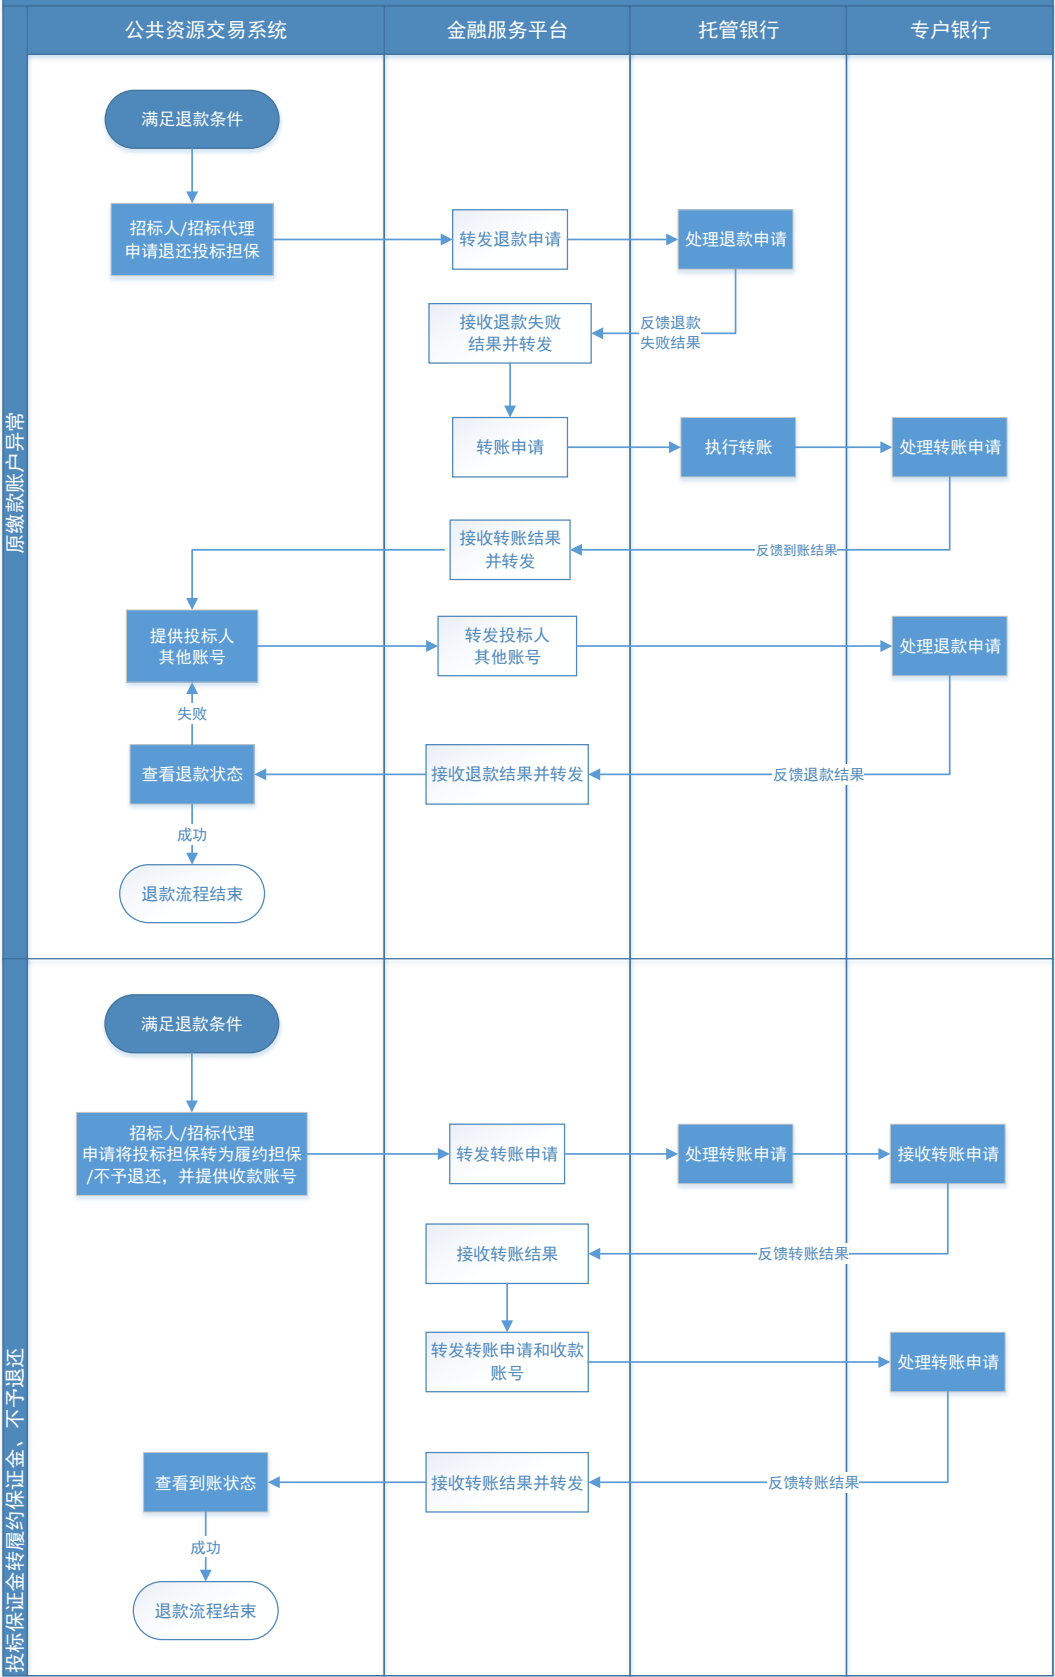 公共资源交易系统
金融服务平台
托管银行
专户银行
原缴款账户异常
满足退款条件
招标人/招标代理
申请退还投标担保
转发退款申请
处理退款申请
接收退款失败
结果并转发
反馈退款
失败结果
转账申请
执行转账
处理转账申请
接收转账结果
并转发
反馈到账结果
提供投标人
其他账号
转发投标人
其他账号
处理退款申请
失败
查看退款状态
接收退款结果并转发
反馈退款结果
成功
退款流程结束
投标保证金转履约保证金、不予退还
满足退款条件
招标人/招标代理
申请将投标担保转为履约担保
/不予退还，并提供收款账号
转发转账申请
处理转账申请
接收转账申请
接收转账结果
反馈转账结果
转发转账申请和收款
账号
处理转账申请
查看到账状态
接收转账结果并转发
反馈转账结果
成功
退款流程结束